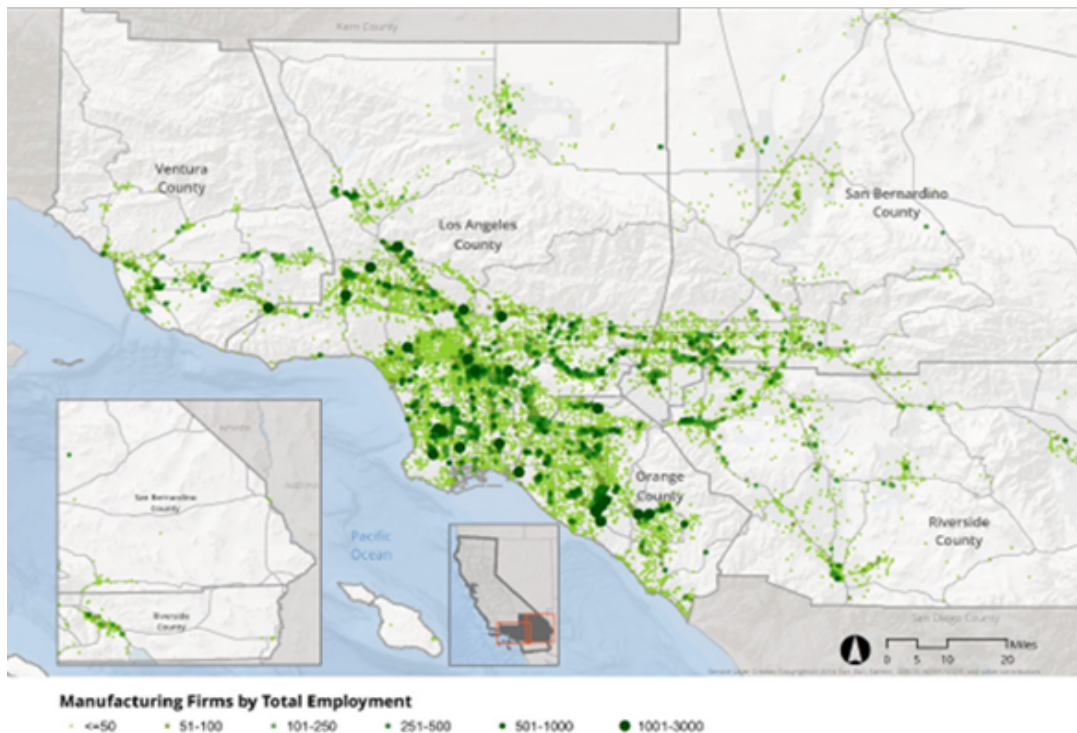 Kern County
Ventura
County
Los Angeles
County
San Bernardino
County
Orange
County
Riverside
County
San Bernardino
County
Riverside
County
Pacific
Ocean
San Diego County
Miles
0 5 10 20
Manufacturing Firms by Total Employment
<=50 51-100 101-250 251-500 501-1000 1001-3000